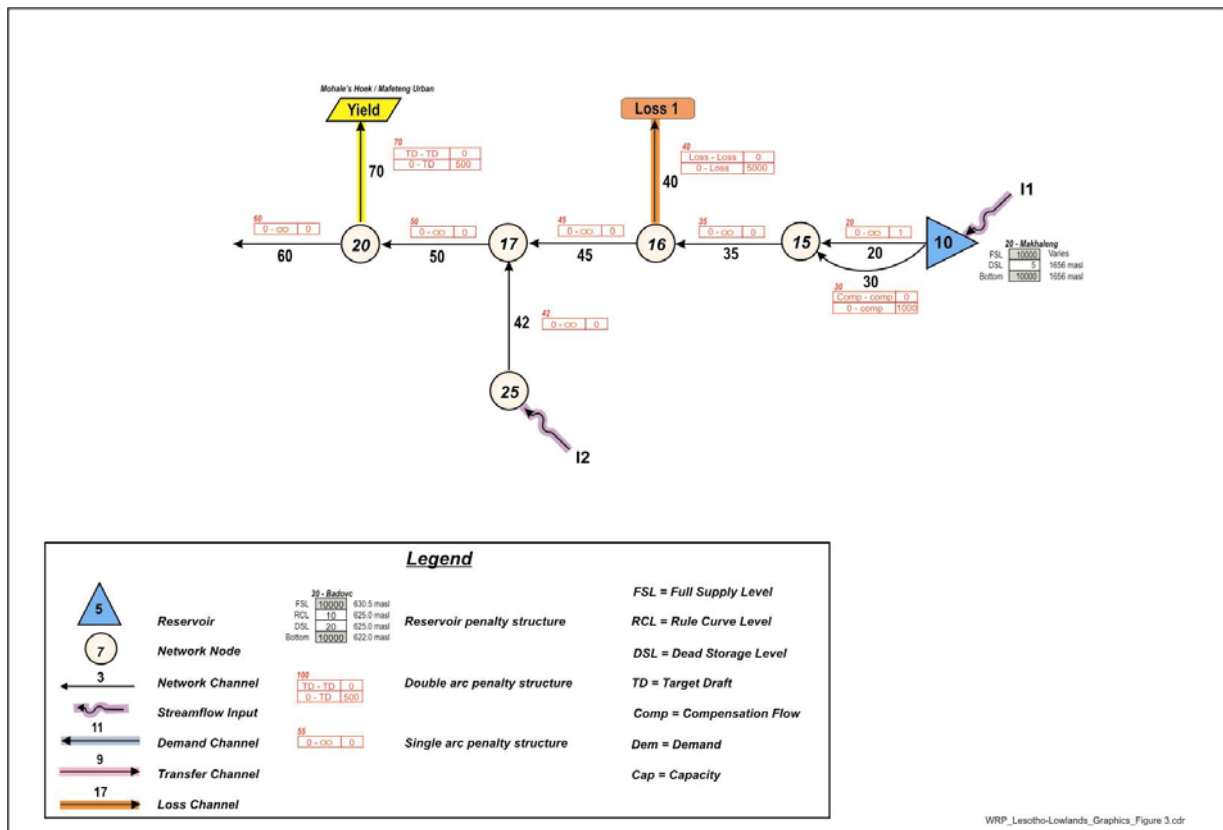 Mohale's Hoek / Mafeteng Urban
Yield
Loss 1
70
TD - TD 0
0 - TD 500
70
40
Loss - Loss 0
0 - Loss 5000
40
I1
60
0 - ∞ 0
50
0 - ∞ 0
45
0 - ∞ 0
35
0 - ∞ 0
20
0 - ∞ 1
20
17
16
15
10
60
50
45
35
20
20 - Makhaleng
FSL 10000 Varies
DSL 5 1656 masl
Bottom 10000 1656 masl
30
30
Comp - comp 0
0 - comp 1000
42
42
0 - ∞ 0
25
I2
Legend
5
Reservoir
20 - Badovc
FSL 10000 630.5 masl
RCL 10 625.0 masl
DSL 20 625.0 masl
Bottom 10000 622.0 masl
Reservoir penalty structure
FSL = Full Supply Level
RCL = Rule Curve Level
7
Network Node
DSL = Dead Storage Level
3
Network Channel
100
TD - TD 0
0 - TD 500
Double arc penalty structure
TD = Target Draft
Streamflow Input
Comp = Compensation Flow
11
Demand Channel
55
0 - ∞ 0
Single arc penalty structure
Dem = Demand
9
Transfer Channel
Cap = Capacity
17
Loss Channel
WRP_Lesotho-Lowlands_Graphics_Figure 3.cdr